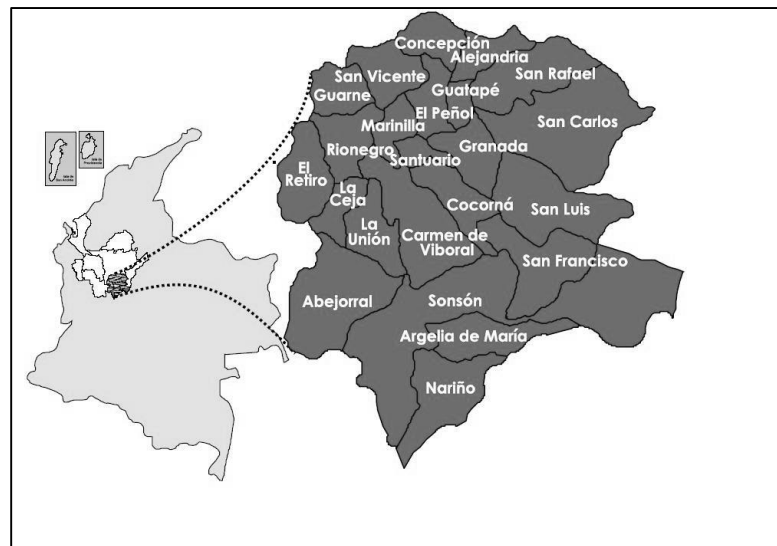 Concepción
Alejandria
San Vicente
San Rafael
Guarne
Guatapé
El Peñol
Marinilla
San Carlos
Rionegro
Granada
Santuario
El
Retiro
La
Ceja
Cocorná
San Luis
La
Unión
Carmen de
Viboral
San Francisco
Abejorral
Sonsón
Argelia de María
Nariño